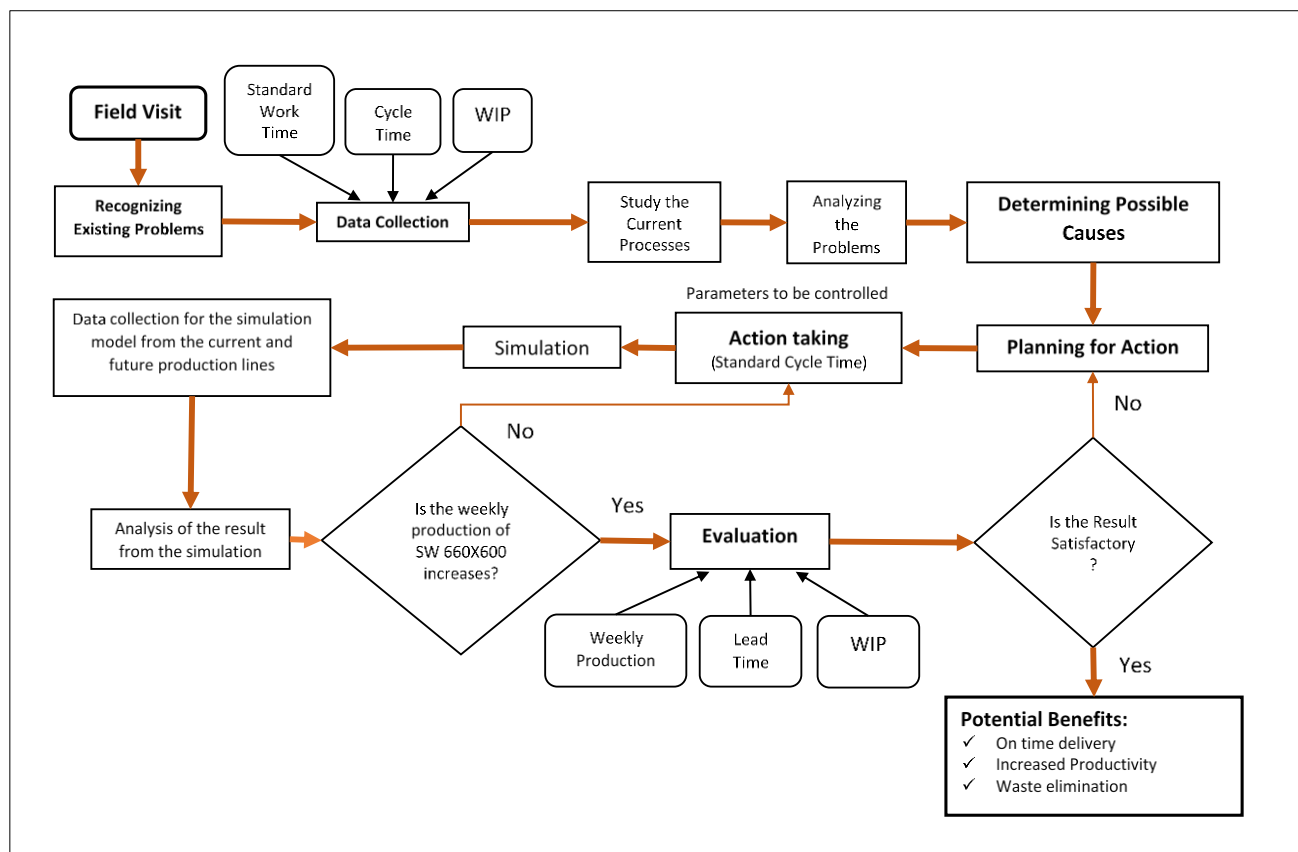 Field Visit
Standard
Work
Time
Cycle
Time
WIP
Recognizing
Existing Problems
Data Collection
Study the
Current
Processes
Analyzing
the
Problems
Determining Possible
Causes
Parameters to be controlled
Data collection for the simulation
model from the current and
future production lines
Simulation
Action taking
(Standard Cycle Time)
Planning for Action
No
No
Analysis of the result
from the simulation
Is the weekly
production of
SW 660X600
increases?
Yes
Evaluation
Is the Result
Satisfactory
?
Weekly
Production
Lead
Time
WIP
Yes
Potential Benefits:
✓ On time delivery
✓ Increased Productivity
✓ Waste elimination